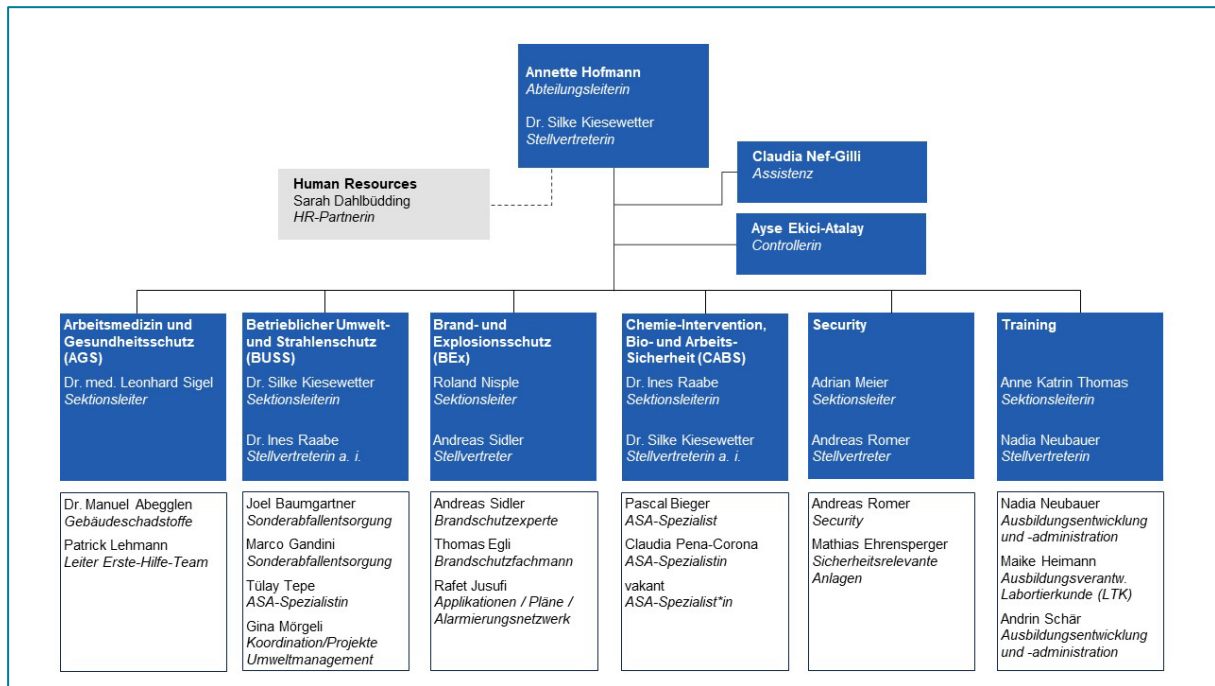 Annette Hofmann
Abteilungsleiterin
Dr. Silke Kiesewetter
Stellvertreterin
Claudia Nef-Gilli
Assistenz
Human Resources
Sarah Dahlbüdding
HR-Partnerin
Ayse Ekici-Atalay
Controllerin
Arbeitsmedizin und
Gesundheitsschutz
(AGS)
Dr. med. Leonhard Sigel
Sektionsleiter
Dr. Manuel Abegglen
Gebäudeschadstoffe
Patrick Lehmann
Leiter Erste-Hilfe-Team
Betrieblicher Umwelt-
und Strahlenschutz
(BUSS)
Dr. Silke Kiesewetter
Sektionsleiterin
Dr. Ines Raabe
Stellvertreterin a. i.
Joel Baumgartner
Sonderabfallentsorgung
Marco Gandini
Sonderabfallentsorgung
Tülay Tepe
ASA-Spezialistin
Gina Mörgeli
Koordination/Projekte
Umweltmanagement
Brand- und
Explosionsschutz
(BEx)
Roland Nisple
Sektionsleiter
Andreas Sidler
Stellvertreter
Andreas Sidler
Brandschutzexperte
Thomas Egli
Brandschutzfachmann
Rafet Jusufi
Applikationen / Pläne /
Alarmierungsnetzwerk
Chemie-Intervention,
Bio- und Arbeits-
Sicherheit (CABS)
Dr. Ines Raabe
Sektionsleiterin
Dr. Silke Kiesewetter
Stellvertreterin a. i.
Pascal Bieger
ASA-Spezialist
Claudia Pena-Corona
ASA-Spezialistin
vakant
ASA-Spezialist*in
Security
Adrian Meier
Sektionsleiter
Andreas Romer
Stellvertreter
Andreas Romer
Security
Mathias Ehrensperger
Sicherheitsrelevante
Anlagen
Training
Anne Katrin Thomas
Sektionsleiterin
Nadia Neubauer
Stellvertreterin
Nadia Neubauer
Ausbildungsentwicklung
und -administration
Maike Heimann
Ausbildungsverantw.
Labortierkunde (LTK)
Andrin Schär
Ausbildungsentwicklung
und -administration